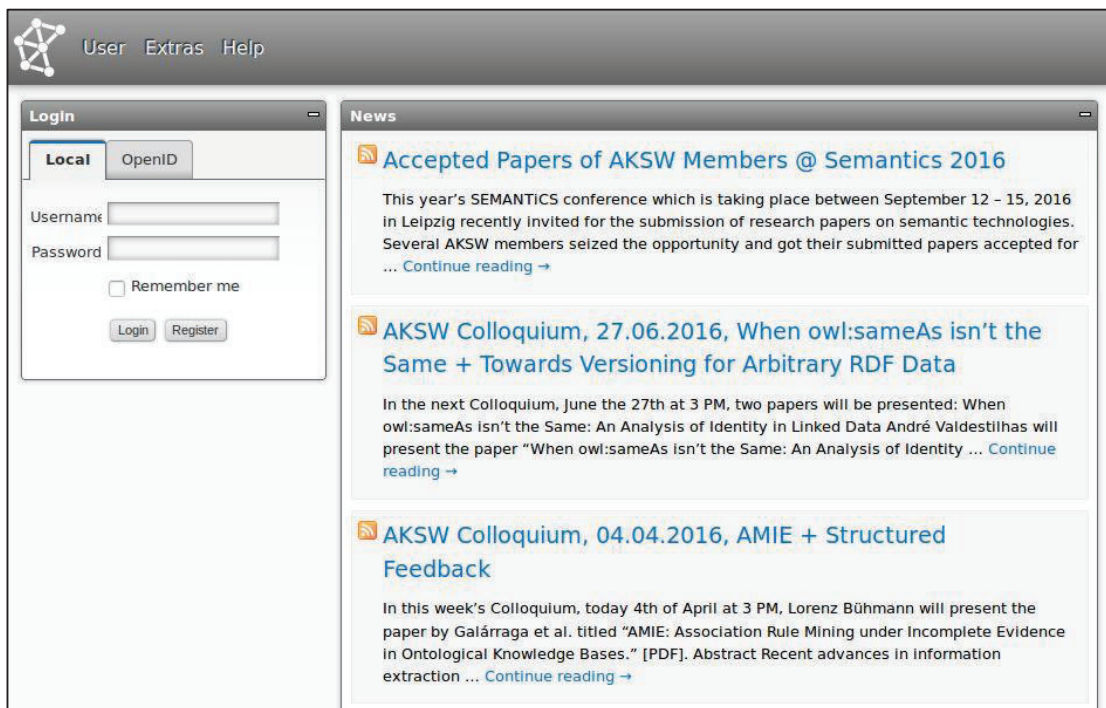 User Extras Help
Login
Local OpenID
Username
Password
Remember me
Login Register
News
Accepted Papers of AKSW Members @ Semantics 2016
This year’s SEMANTiCS conference which is taking place between September 12 – 15, 2016
in Leipzig recently invited for the submission of research papers on semantic technologies.
Several AKSW members seized the opportunity and got their submitted papers accepted for
… Continue reading →
AKSW Colloquium, 27.06.2016, When owl:sameAs isn’t the
Same + Towards Versioning for Arbitrary RDF Data
In the next Colloquium, June the 27th at 3 PM, two papers will be presented: When
owl:sameAs isn’t the Same: An Analysis of Identity in Linked Data André Valdestilhas will
present the paper “When owl:sameAs isn’t the Same: An Analysis of Identity … Continue
reading →
AKSW Colloquium, 04.04.2016, AMIE + Structured
Feedback
In this week’s Colloquium, today 4th of April at 3 PM, Lorenz Bühmann will present the
paper by Galárraga et al. titled “AMIE: Association Rule Mining under Incomplete Evidence
in Ontological Knowledge Bases.” [PDF]. Abstract Recent advances in information
extraction … Continue reading →